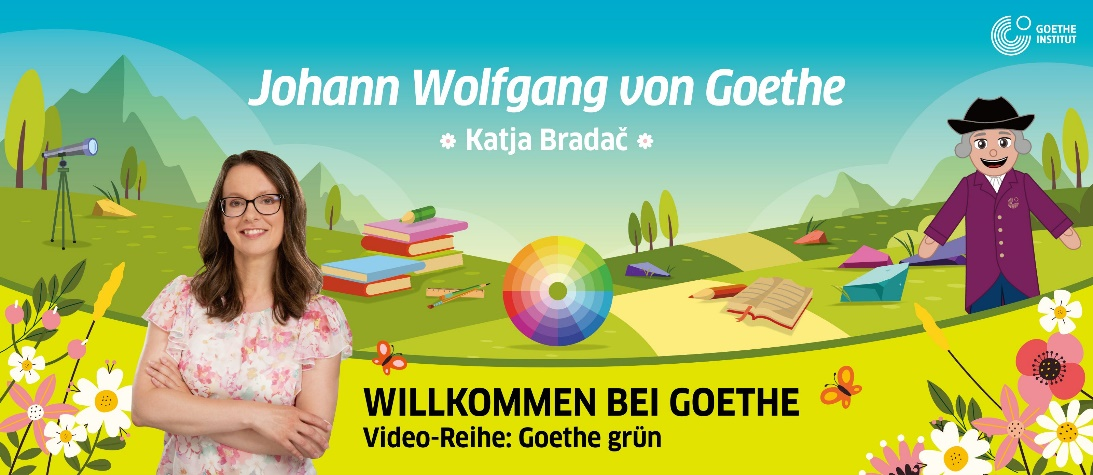 GOETHE
INSTITUT
Johann Wolfgang von Goethe
Katja Bradač
WILLKOMMEN BEI GOETHE
Video-Reihe: Goethe grün